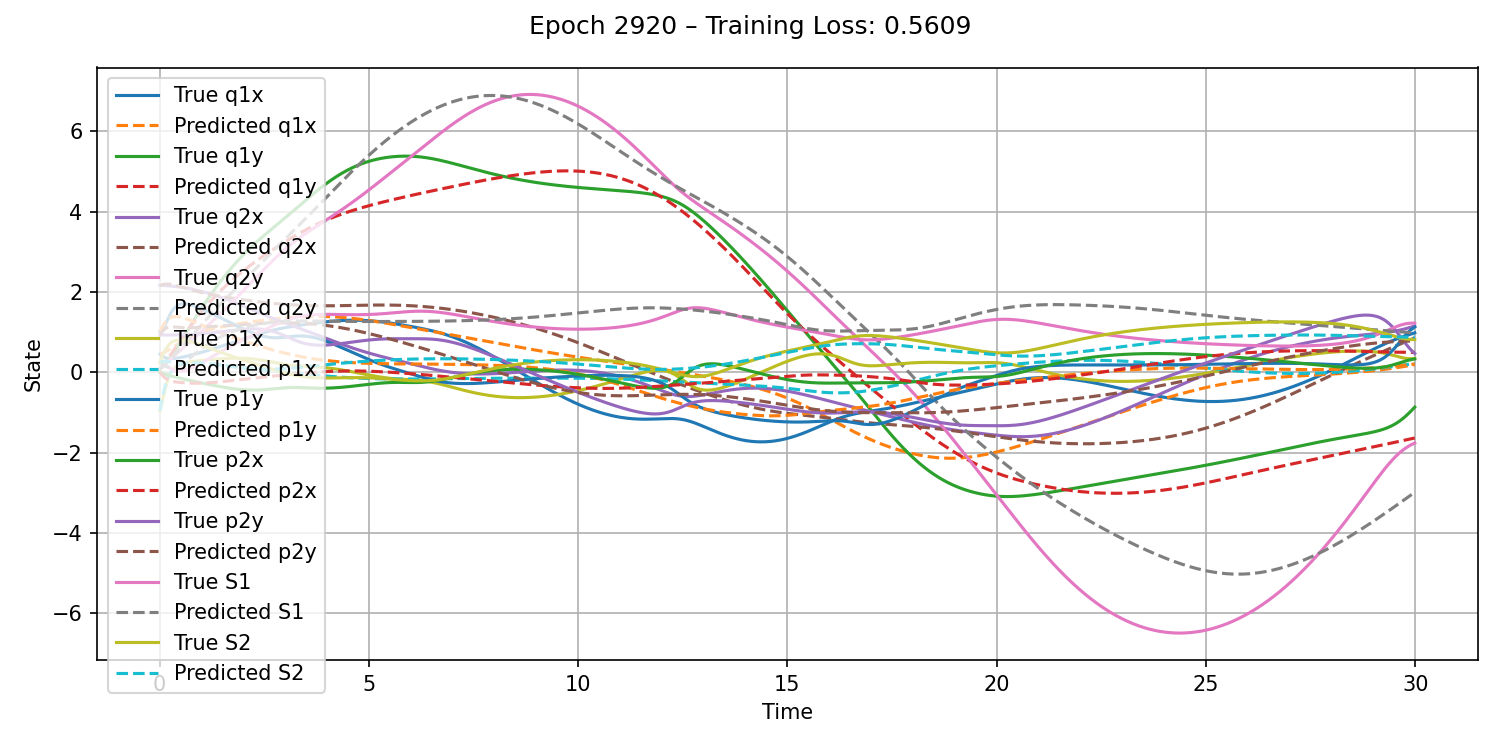 Epoch 2920 – Training Loss: 0.5609
True q1x
Predicted q1x
True q1y
Predicted q1y
True q2x
Predicted q2x
True q2y
Predicted q2y
True p1x
Predicted p1x
True p1y
Predicted p1y
True p2x
Predicted p2x
True p2y
Predicted p2y
True S1
Predicted S1
True S2
Predicted S2
State
6
4
2
0
−2
−4
−6
0
5
10
15
20
25
30
Time